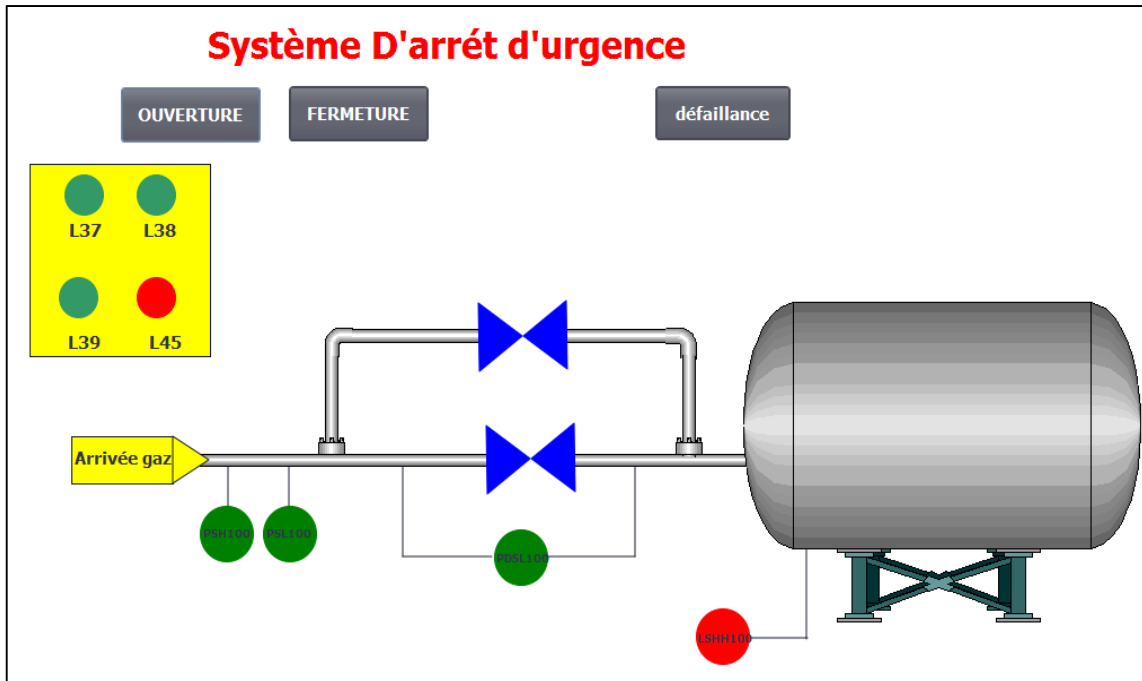 Système D'arrét d'urgence
OUVERTURE
FERMETURE
défaillance
L37
L38
L39
L45
Arrivée gaz
PSH100
PSL100
PDSL100
LSHH100